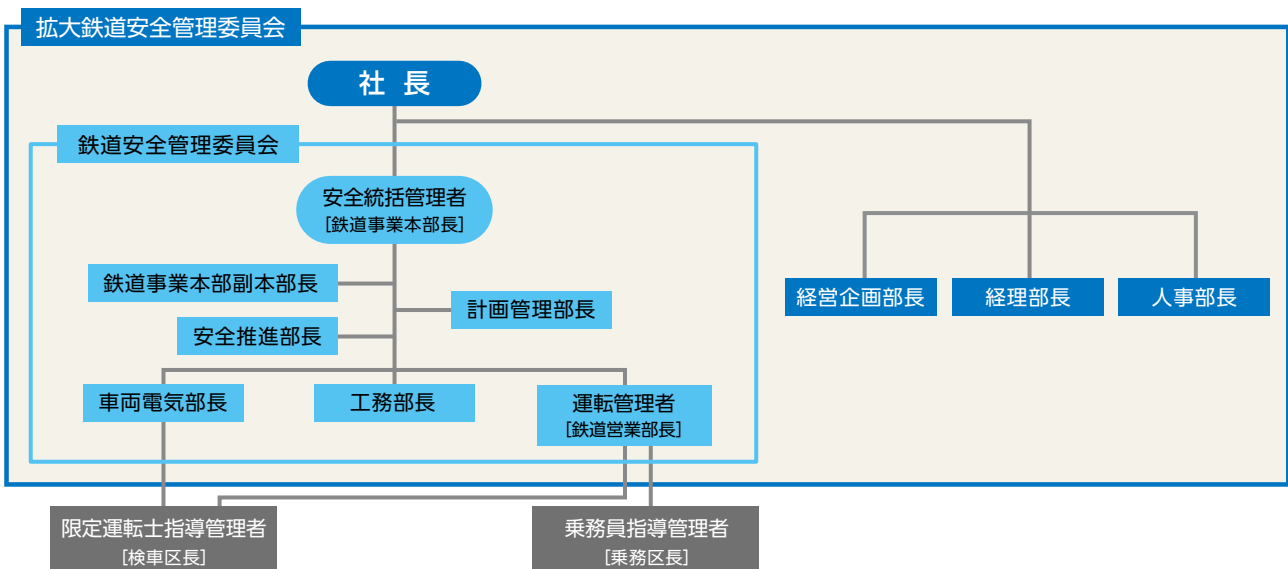 拡大鉄道安全管理委員会
社長
鉄道安全管理委員会
安全統括管理者
[鉄道事業本部長]
鉄道事業本部副本部長
計画管理部長
安全推進部長
経営企画部長
経理部長
人事部長
車両電気部長
工務部長
運転管理者
[鉄道営業部長]
限定運転士指導管理者
[検車区長]
乗務員指導管理者
[乗務区長]